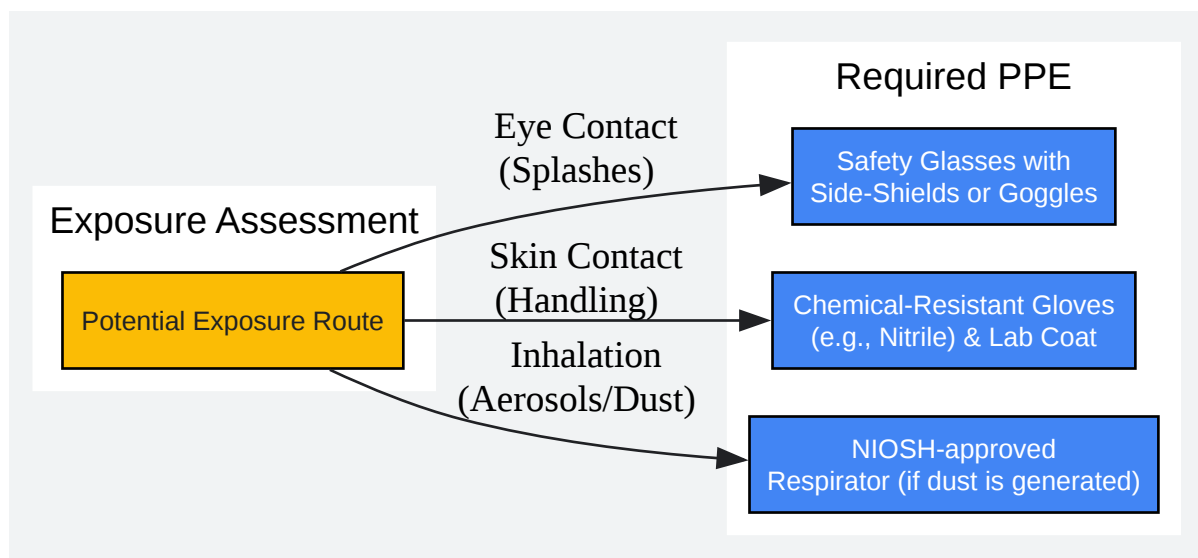 Exposure Assessment
Potential Exposure Route
Eye Contact
(Splashes)
Skin Contact
(Handling)
Inhalation
(Aerosols/Dust)
Required PPE
Safety Glasses with
Side-Shields or Goggles
Chemical-Resistant Gloves
(e.g., Nitrile) & Lab Coat
NIOSH-approved
Respirator (if dust is generated)